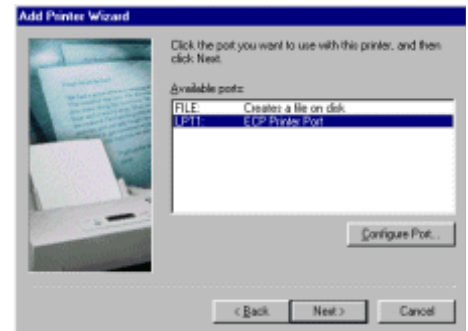 Add Printer Wizard
Click the port you want to use with this printer, and then
click Next.
Available ports:
FILE: Creates a file on disk.
LPT1: ECP Printer Port
Configure Port...
< Back Next > Cancel